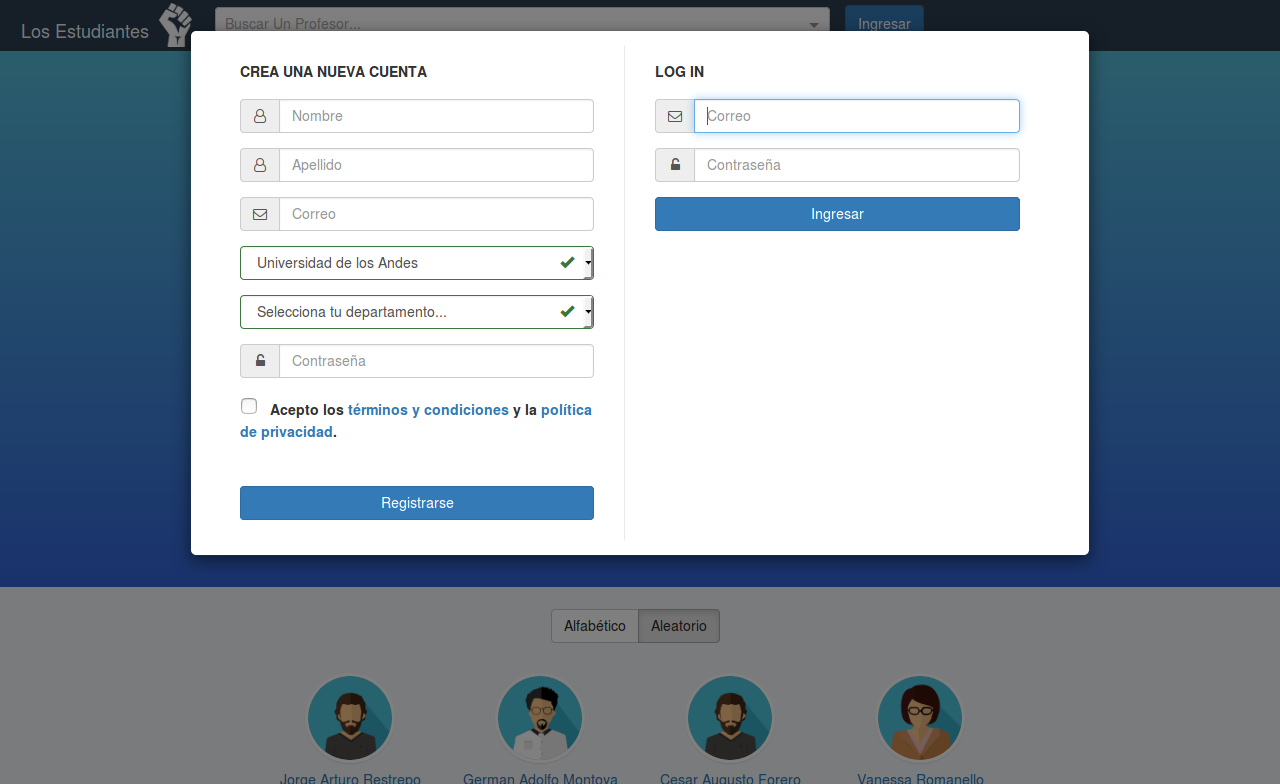 Los Estudiantes
Buscar Un Profesor...
Ingresar
CREA UNA NUEVA CUENTA
Nombre
Apellido
Correo
Universidad de los Andes
Selecciona tu departamento...
Contraseña
Acepto los términos y condiciones y la política
de privacidad.
Registrarse
LOG IN
Correo
Contraseña
Ingresar
Alfabético
Aleatorio
Jorge Arturo Restrepo
German Adolfo Montoya
Cesar Augusto Forero
Vanessa Romanello